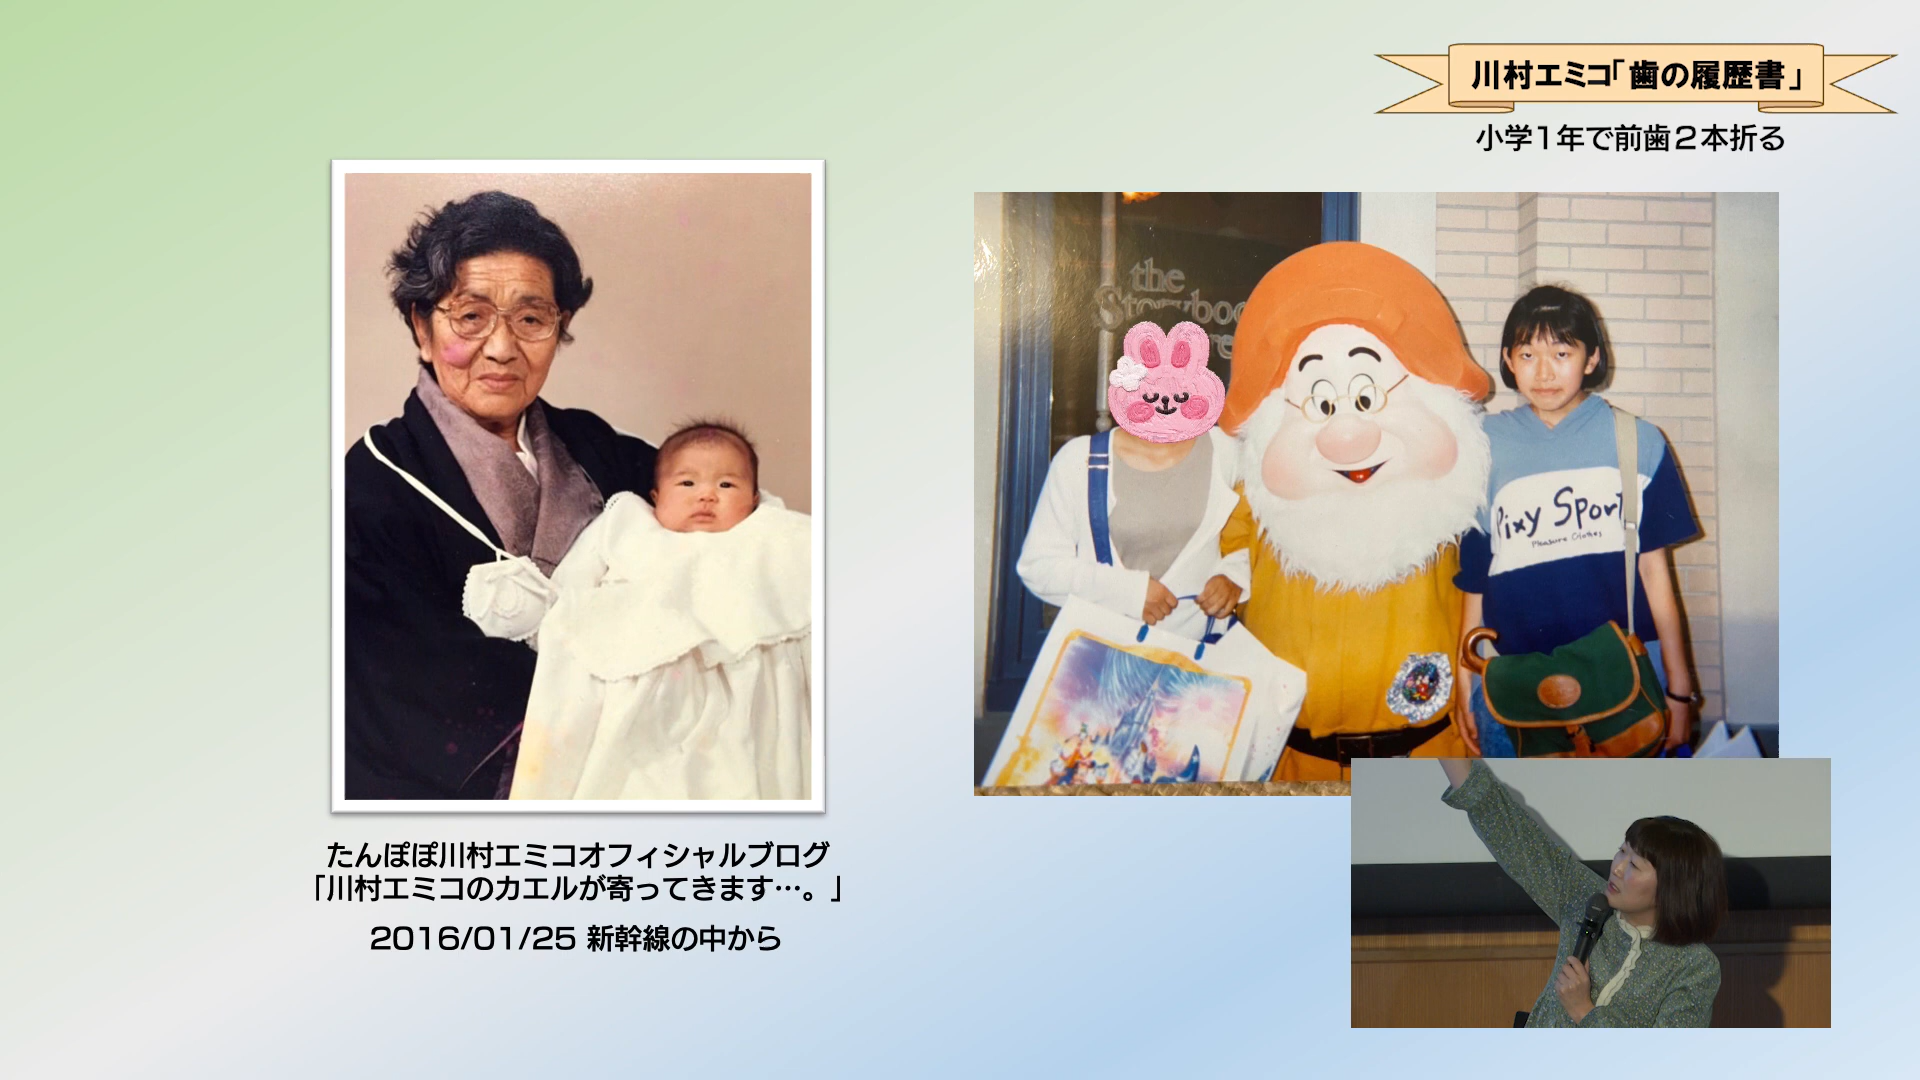 川村エミコ「歯の履歴書」
小学1年で前歯2本折る
the
Pixy Sport
Pleasure Clothes
たんぽぽ川村エミコオフィシャルブログ
「川村エミコのカエルが寄ってきます…。」
2016/01/25 新幹線の中から